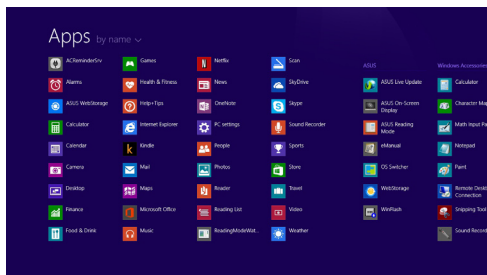 Apps by name
ACReminderSrv
Alarms
ASUS WebStorage
Calculator
Calendar
Camera
Desktop
Finance
Food & Drink
Games
Health & Fitness
Help+Tips
Internet Explorer
Kindle
Mail
Maps
Microsoft Office
Music
Netflix
News
OneNote
PC settings
People
Photos
Reader
Reading List
ReadingModeWat...
Scan
SkyDrive
Skype
Sound Recorder
Sports
Store
Travel
Video
Weather
ASUS
ASUS Live Update
ASUS On-Screen
Display
ASUS Reading
Mode
eManual
OS Switcher
WebStorage
WinFlash
Windows Accessories
Calculator
Character Map
Math Input Pa
Notepad
Paint
Remote Desk
Connection
Snipping Tool
Sound Record